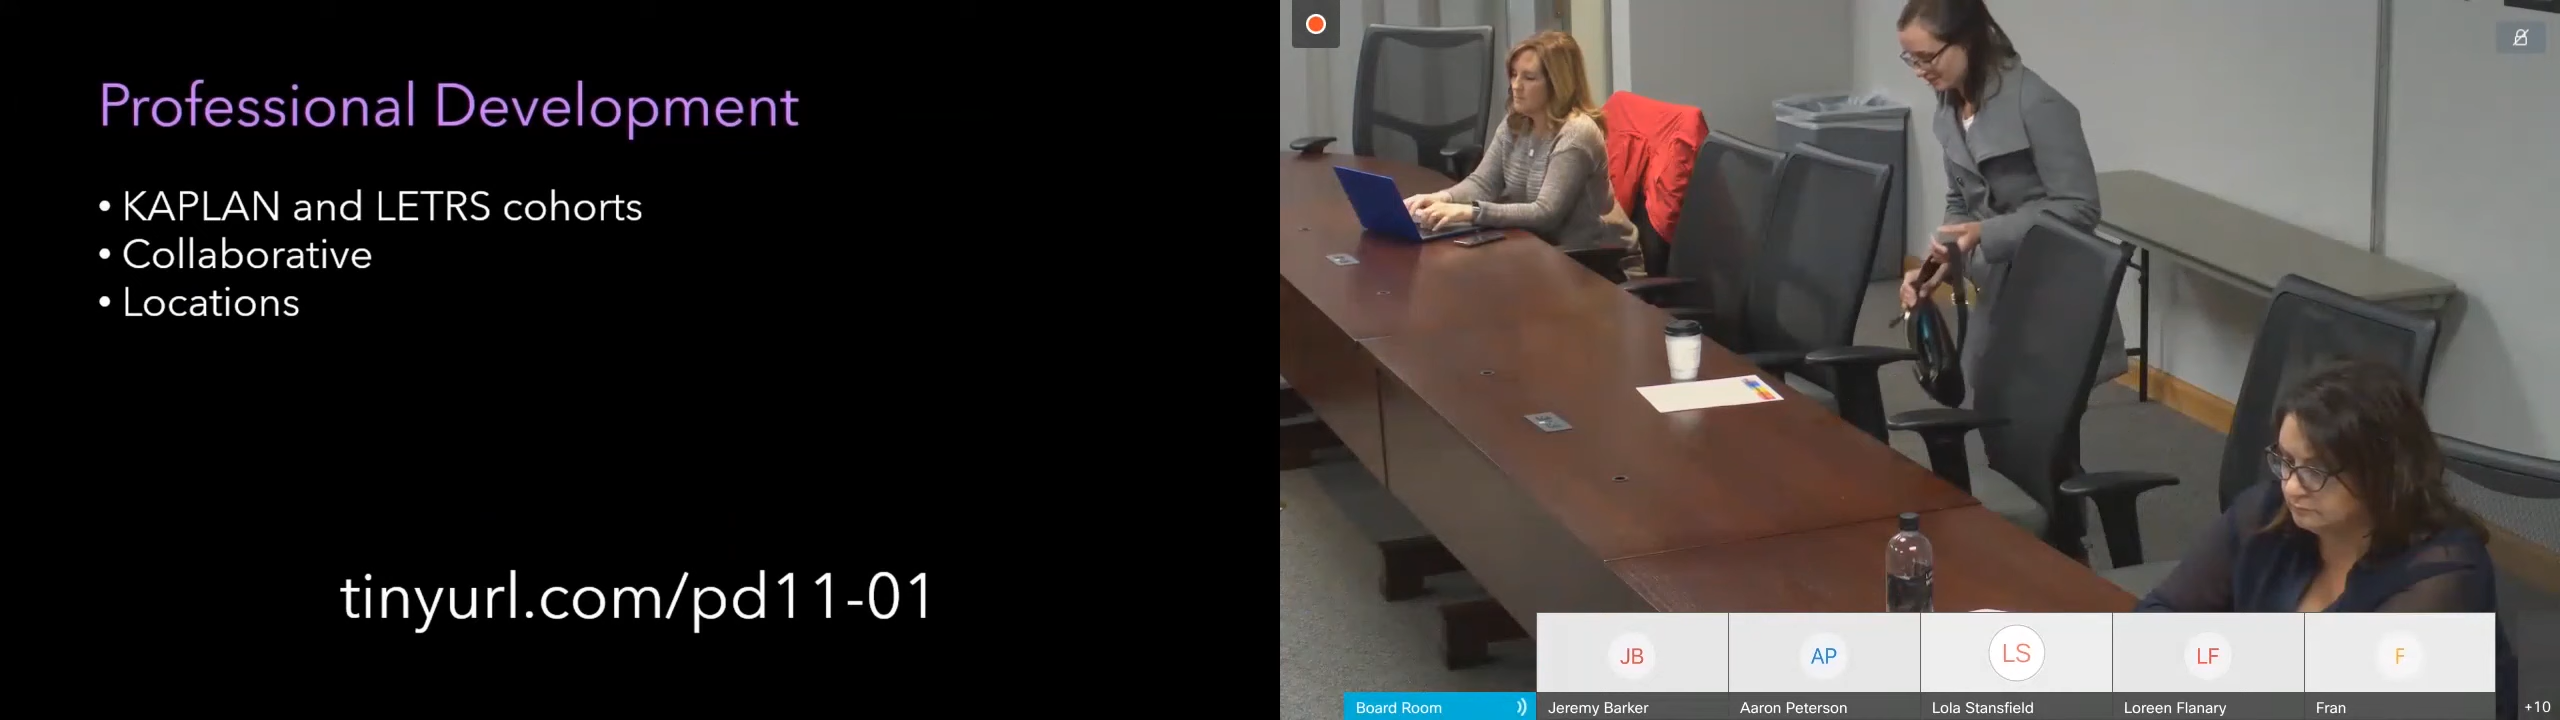 Professional Development
• KAPLAN and LETRS cohorts
• Collaborative
• Locations
tinyurl.com/pd11-01
JB
AP
LS
LF
F
Board Room
Jeremy Barker
Aaron Peterson
Lola Stansfield
Loreen Flanary
Fran
+10